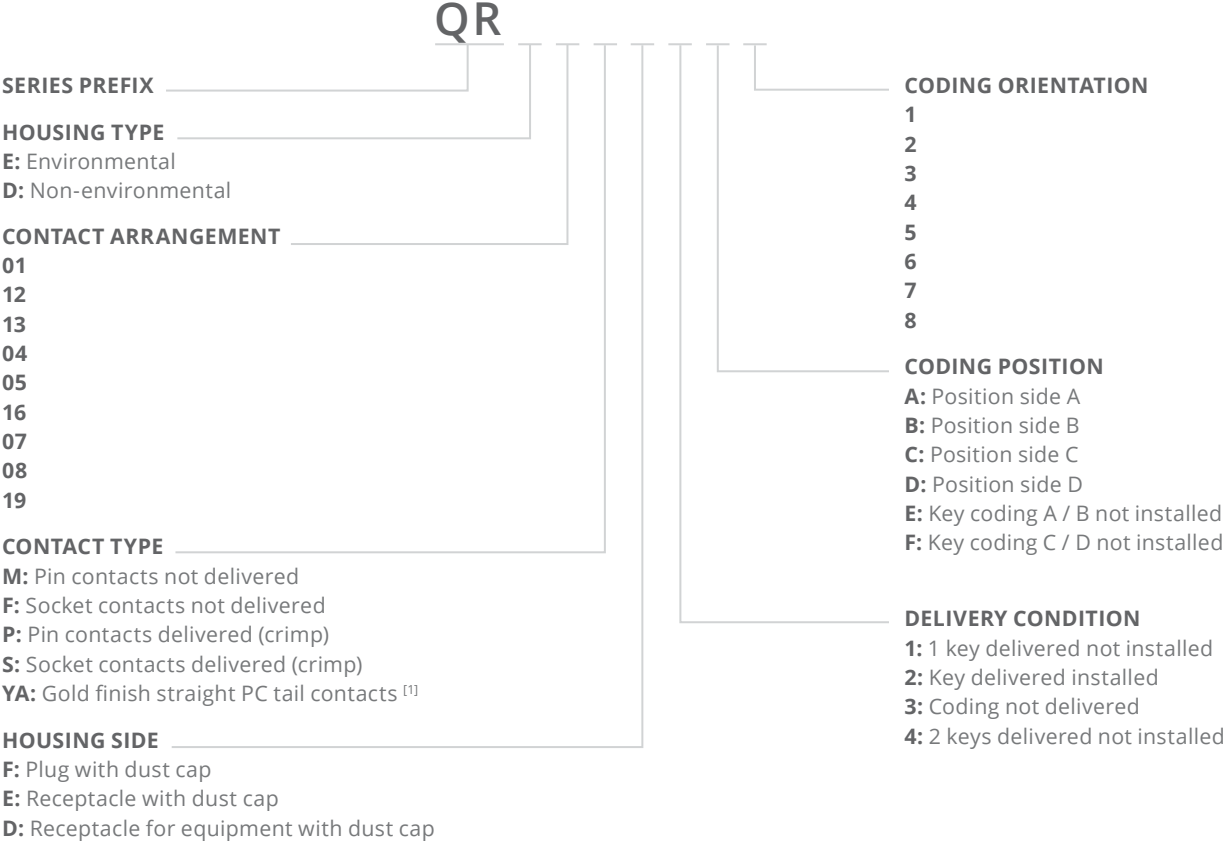 QR
SERIES PREFIX
HOUSING TYPE
E: Environmental
D: Non-environmental
CONTACT ARRANGEMENT
01
12
13
04
05
16
07
08
19
CONTACT TYPE
M: Pin contacts not delivered
F: Socket contacts not delivered
P: Pin contacts delivered (crimp)
S: Socket contacts delivered (crimp)
YA: Gold finish straight PC tail contacts [1]
HOUSING SIDE
F: Plug with dust cap
E: Receptacle with dust cap
D: Receptacle for equipment with dust cap
CODING ORIENTATION
1
2
3
4
5
6
7
8
CODING POSITION
A: Position side A
B: Position side B
C: Position side C
D: Position side D
E: Key coding A / B not installed
F: Key coding C / D not installed
DELIVERY CONDITION
1: 1 key delivered not installed
2: Key delivered installed
3: Coding not delivered
4: 2 keys delivered not installed